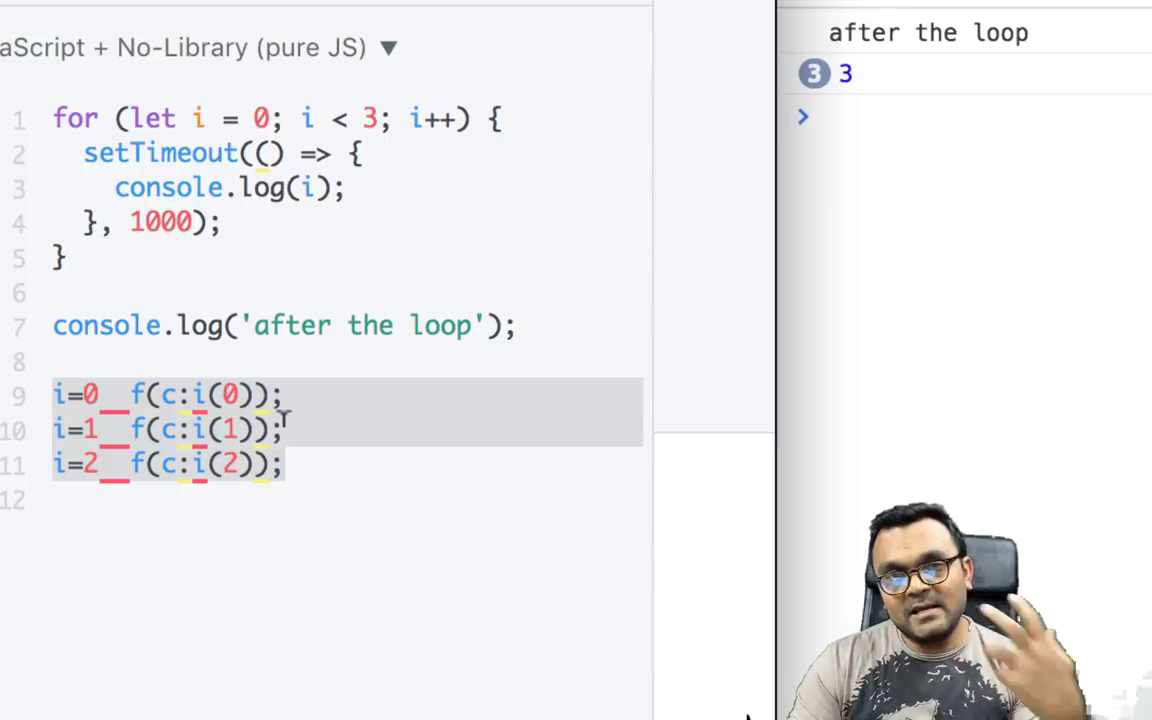 aScript + No-Library (pure JS) ▼
1 for (let i = 0; i < 3; i++) {
2 setTimeout(() => {
3 console.log(i);
4 }, 1000);
5 }
6
7 console.log('after the loop');
8
9 i=0 f(c:i(0));
10 i=1 f(c:i(1));
11 i=2 f(c:i(2));
12
after the loop
3 3
>